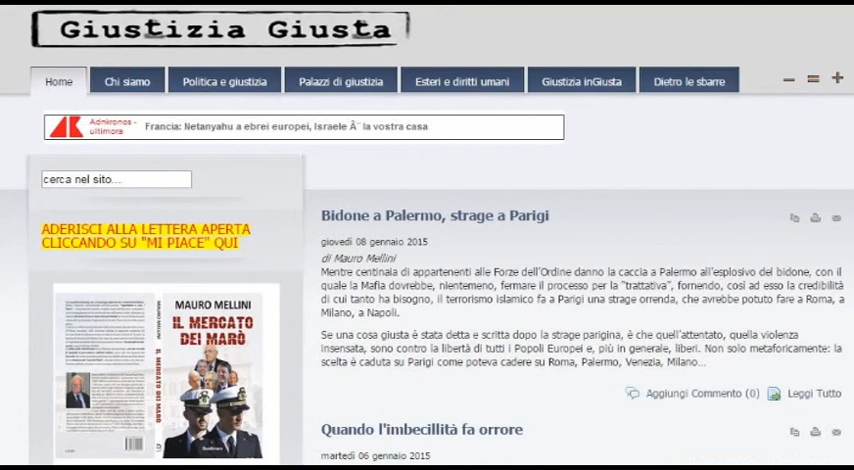 Giustizia Giusta
Home Chi siamo Politica e giustizia Palazzi di giustizia Esteri e diritti umani Giustizia inGiusta Dietro le sbarre
Adnkronos - ultimora
Francia: Netanyahu a ebrei europei, Israele Ã¨ la vostra casa
cerca nel sito...
ADERISCI ALLA LETTERA APERTA
CLICCANDO SU "MI PIACE" QUI
MAURO MELLINI
IL MERCATO
DEI MARÒ
MAURO MELLINI IL MERCATO DEI MARÒ
Bidone a Palermo, strage a Parigi
giovedì 08 gennaio 2015
di Mauro Mellini
Mentre centinaia di appartenenti alle Forze dell'Ordine danno la caccia a Palermo all'esplosivo del bidone, con il
quale la Mafia dovrebbe, nientemeno, fermare il processo per la "trattativa", fornendo, così ad esso la credibilità
di cui tanto ha bisogno, il terrorismo islamico fa a Parigi una strage orrenda, che avrebbe potuto fare a Roma, a
Milano, a Napoli.
Se una cosa giusta è stata detta e scritta dopo la strage parigina, è che quell'attentato, quella violenza
insensata, sono contro la libertà di tutti i Popoli Europei e, più in generale, liberi. Non solo metaforicamente: la
scelta è caduta su Parigi come poteva cadere su Roma, Palermo, Venezia, Milano...
Aggiungi Commento (0) Leggi Tutto
Quando l'imbecillità fa orrore
martedì 06 gennaio 2015